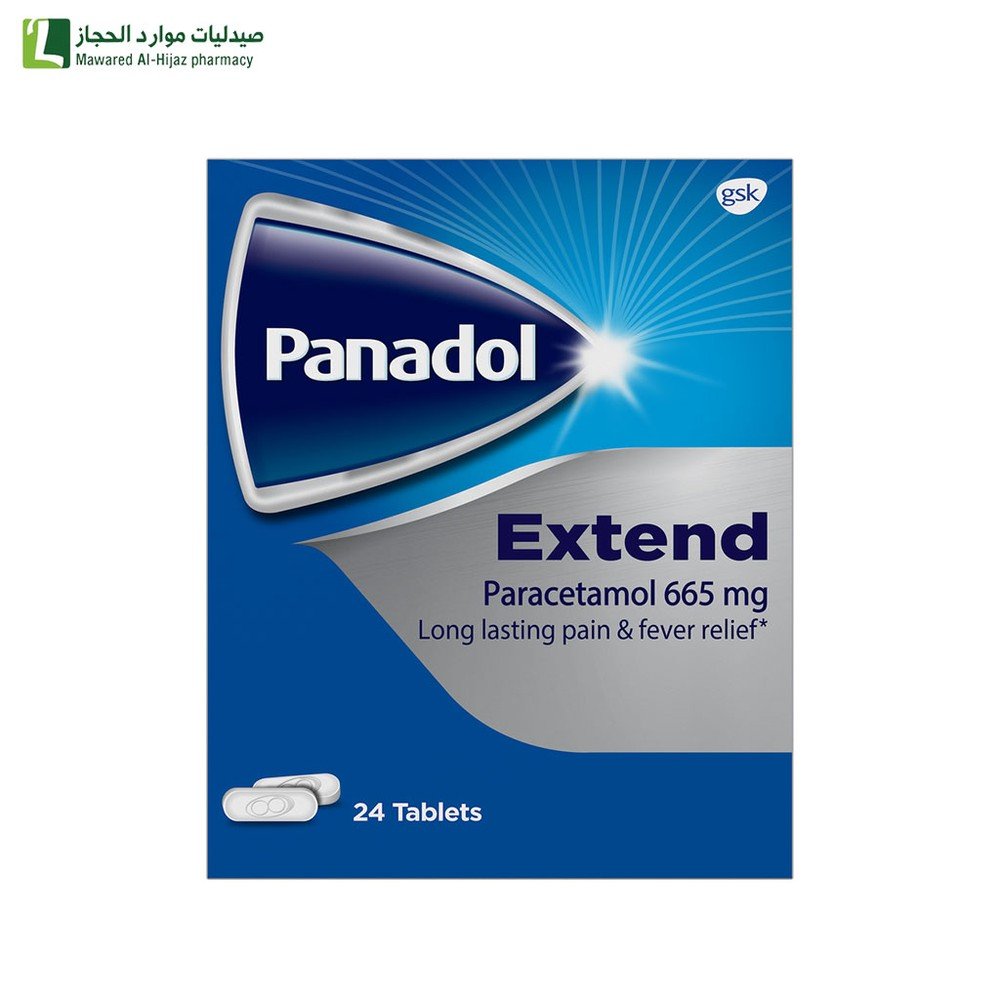 صيدليات موارد الحجاز
Mawared Al-Hijaz pharmacy
gsk
Panadol
Extend
Paracetamol 665 mg
Long lasting pain & fever relief*
24 Tablets